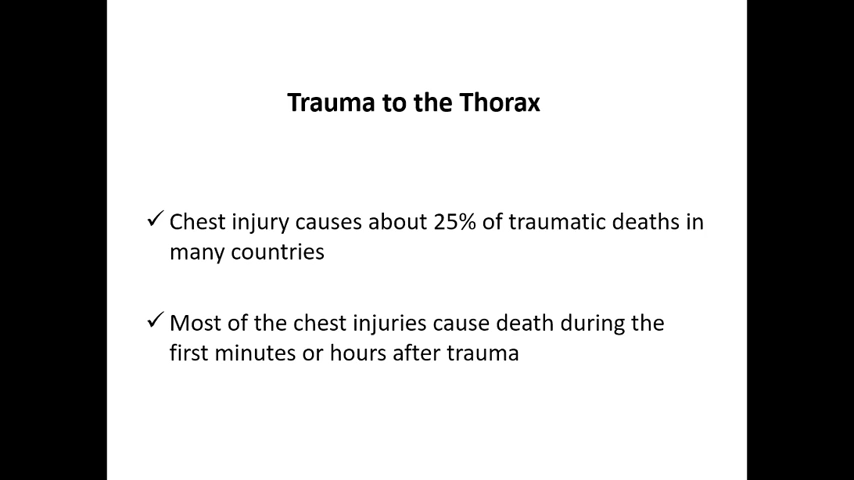 Trauma to the Thorax
✓ Chest injury causes about 25% of traumatic deaths in
many countries
✓ Most of the chest injuries cause death during the
first minutes or hours after trauma